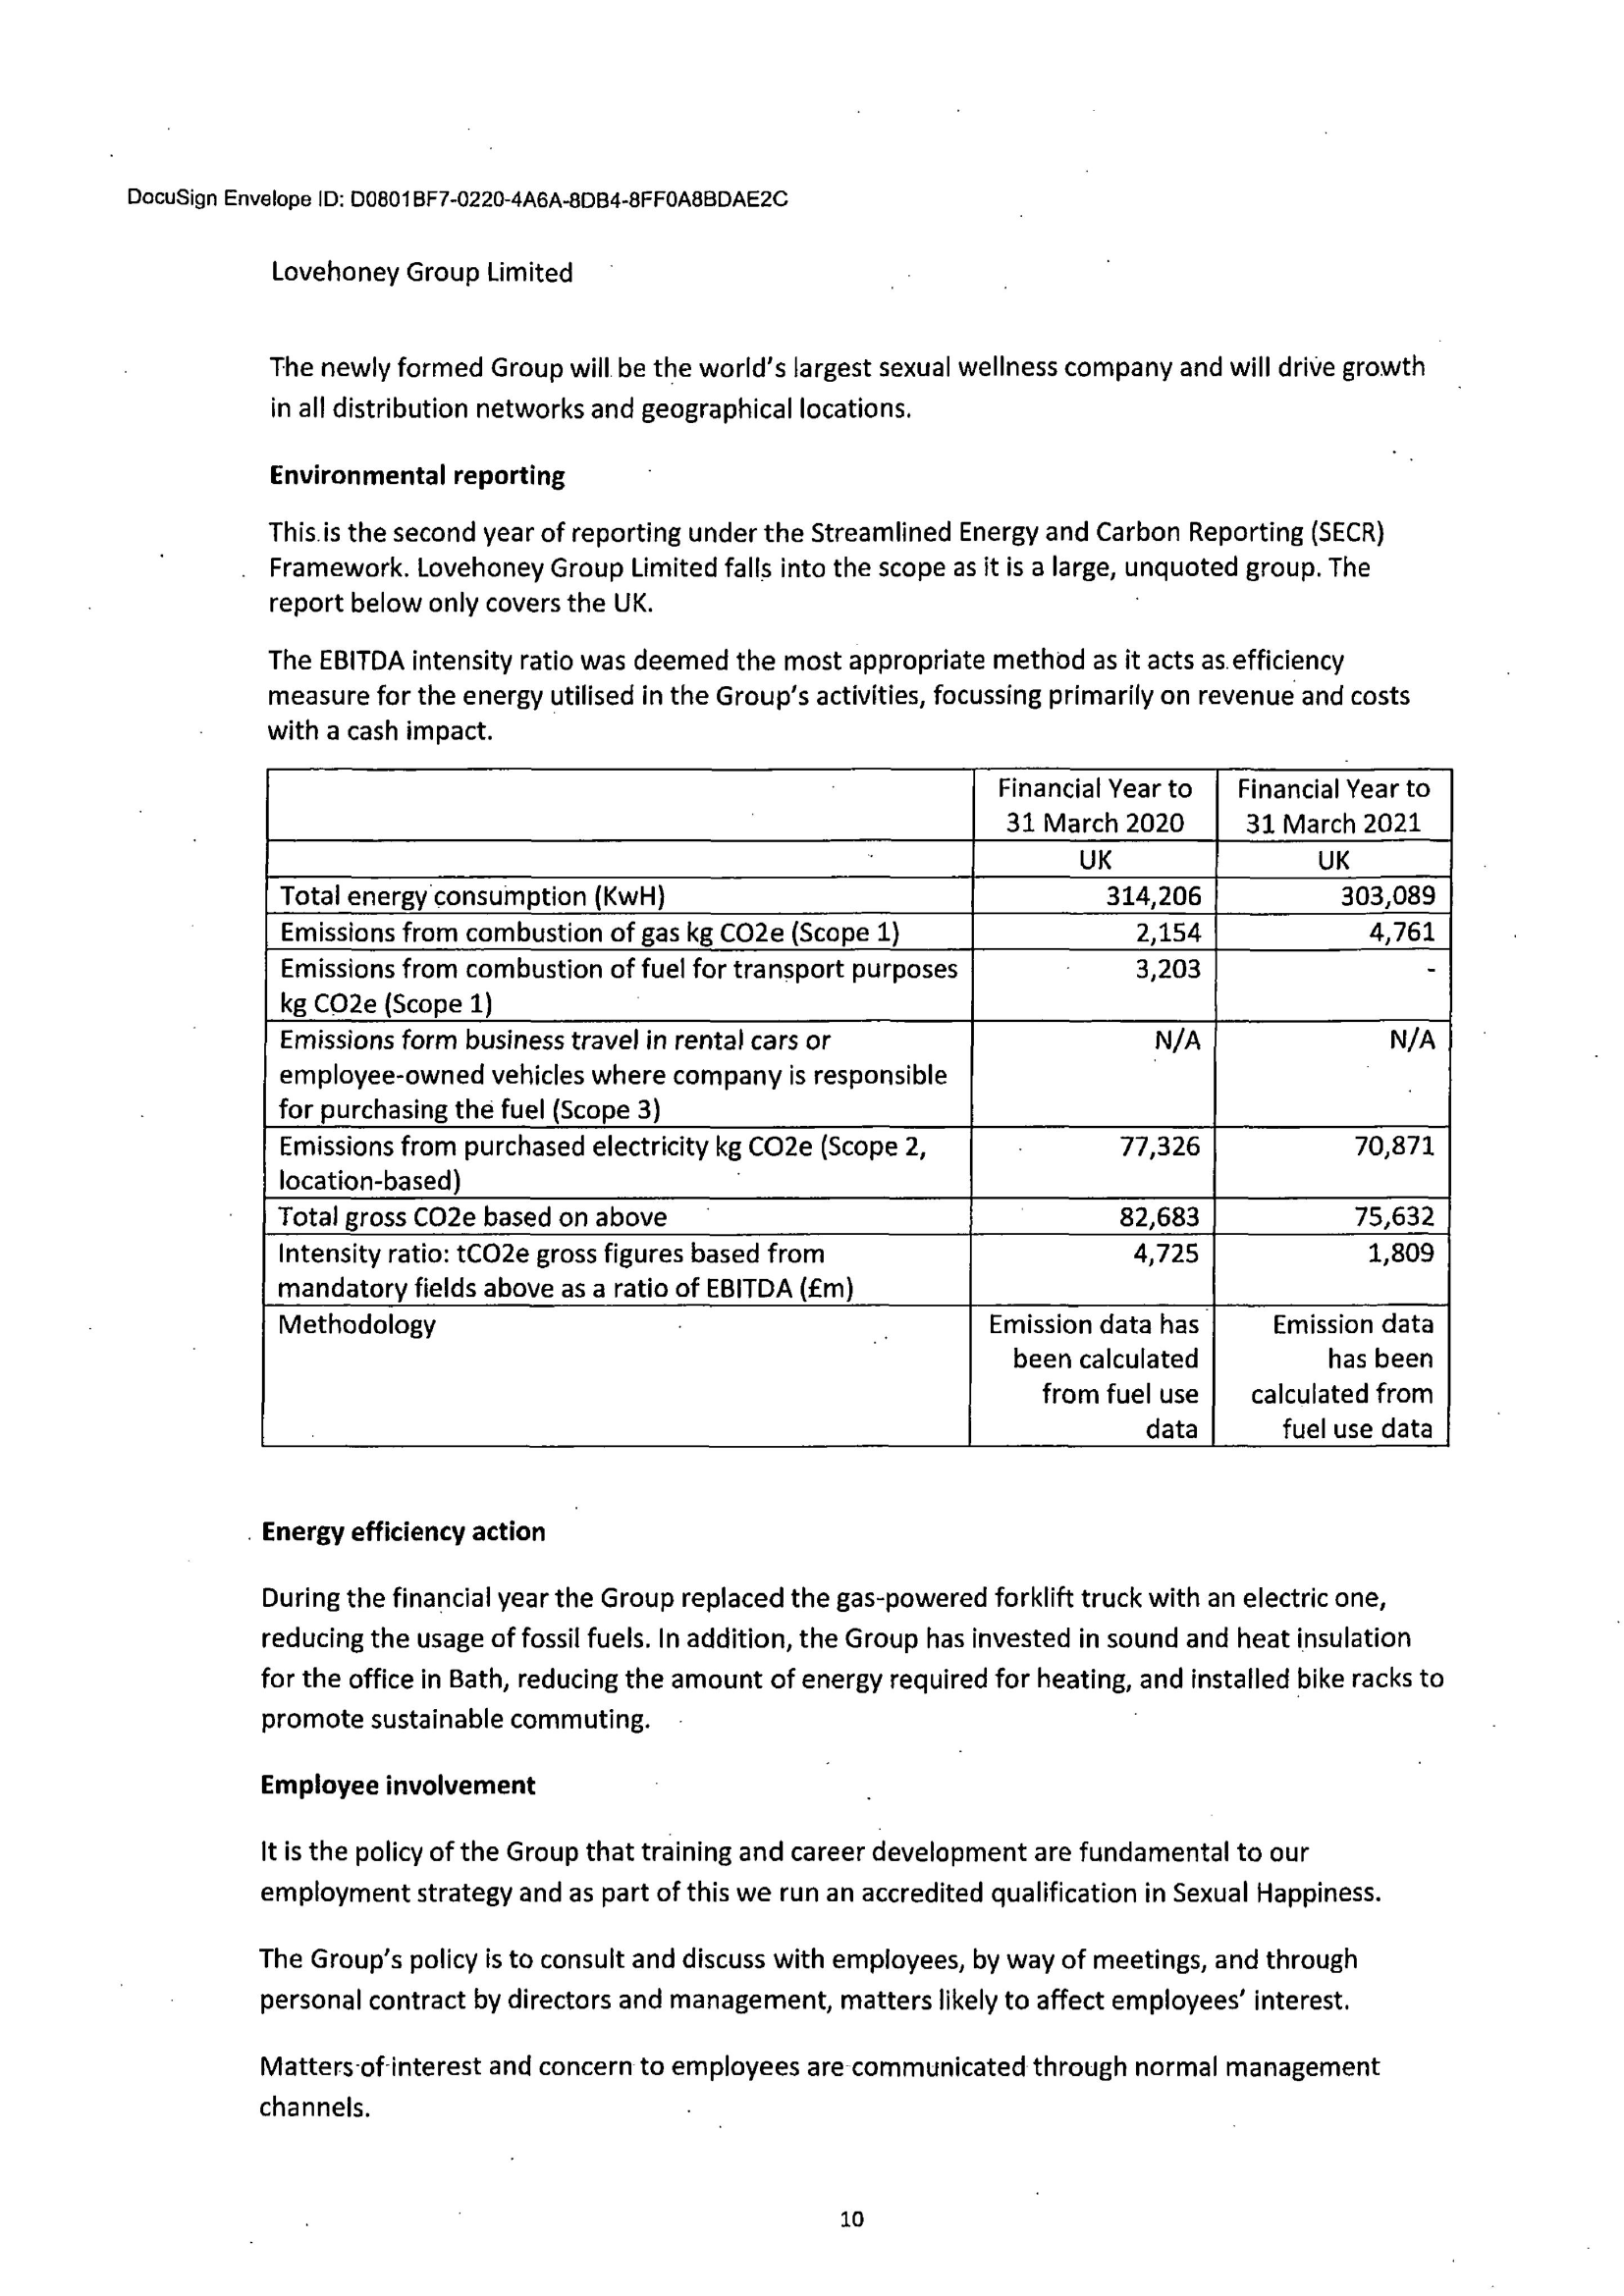 DocuSign Envelope ID: D0801BF7-0220-4A6A-8DB4-8FF0A8BDAE2C
Lovehoney Group Limited
The newly formed Group will be the world's largest sexual wellness company and will drive growth
in all distribution networks and geographical locations.
Environmental reporting
This is the second year of reporting under the Streamlined Energy and Carbon Reporting (SECR)
Framework. Lovehoney Group Limited falls into the scope as it is a large, unquoted group. The
report below only covers the UK.
The EBITDA intensity ratio was deemed the most appropriate method as it acts as efficiency
measure for the energy utilised in the Group's activities, focussing primarily on revenue and costs
with a cash impact.
Financial Year to Financial Year to
31 March 2020 31 March 2021
UK UK
Total energy consumption (KwH) 314,206 303,089
Emissions from combustion of gas kg CO2e (Scope 1) 2,154 4,761
Emissions from combustion of fuel for transport purposes 3,203 -
kg CO2e (Scope 1)
Emissions form business travel in rental cars or N/A N/A
employee-owned vehicles where company is responsible
for purchasing the fuel (Scope 3)
Emissions from purchased electricity kg CO2e (Scope 2, 77,326 70,871
location-based)
Total gross CO2e based on above 82,683 75,632
Intensity ratio: tCO2e gross figures based from 4,725 1,809
mandatory fields above as a ratio of EBITDA (£m)
Methodology Emission data has Emission data
been calculated has been
from fuel use calculated from
data fuel use data
Energy efficiency action
During the financial year the Group replaced the gas-powered forklift truck with an electric one,
reducing the usage of fossil fuels. In addition, the Group has invested in sound and heat insulation
for the office in Bath, reducing the amount of energy required for heating, and installed bike racks to
promote sustainable commuting.
Employee involvement
It is the policy of the Group that training and career development are fundamental to our
employment strategy and as part of this we run an accredited qualification in Sexual Happiness.
The Group's policy is to consult and discuss with employees, by way of meetings, and through
personal contract by directors and management, matters likely to affect employees' interest.
Matters of interest and concern to employees are communicated through normal management
channels.
10